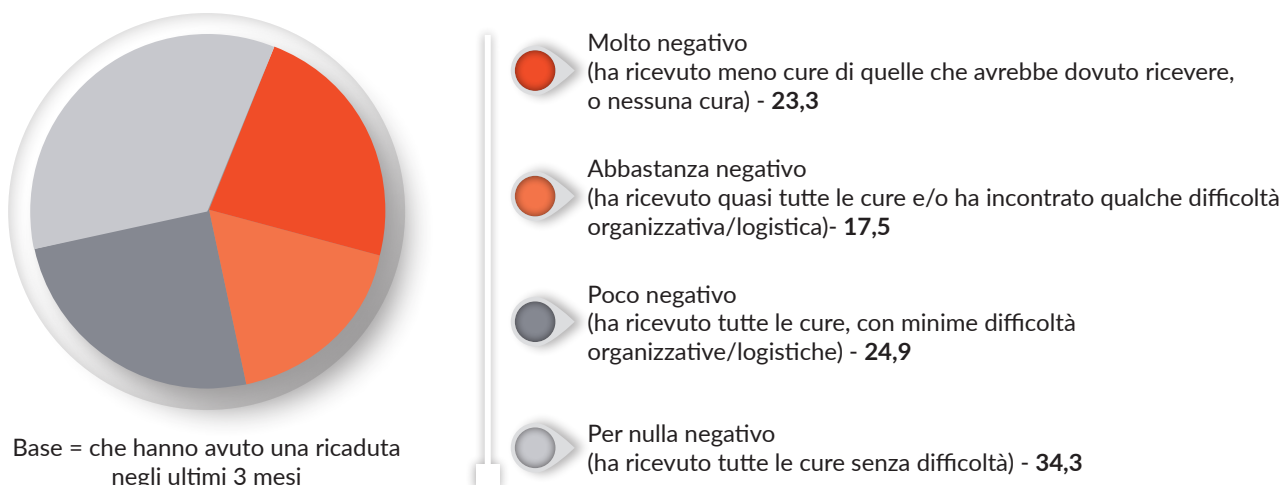 Molto negativo
(ha ricevuto meno cure di quelle che avrebbe dovuto ricevere,
o nessuna cura) - 23,3
Abbastanza negativo
(ha ricevuto quasi tutte le cure e/o ha incontrato qualche difficoltà
organizzativa/logistica)- 17,5
Poco negativo
(ha ricevuto tutte le cure, con minime difficoltà
organizzative/logistiche) - 24,9
Per nulla negativo
(ha ricevuto tutte le cure senza difficoltà) - 34,3
Base = che hanno avuto una ricaduta
negli ultimi 3 mesi